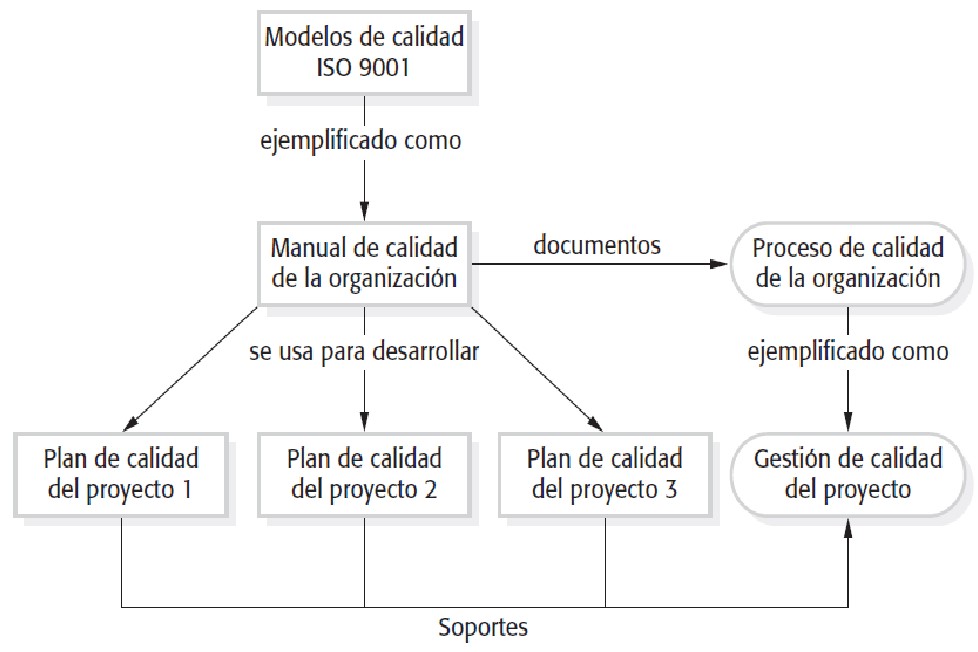 Modelos de calidad
ISO 9001
ejemplificado como
Manual de calidad
de la organización
documentos
Proceso de calidad
de la organización
se usa para desarrollar
ejemplificado como
Plan de calidad
del proyecto 1
Plan de calidad
del proyecto 2
Plan de calidad
del proyecto 3
Gestión de calidad
del proyecto
Soportes